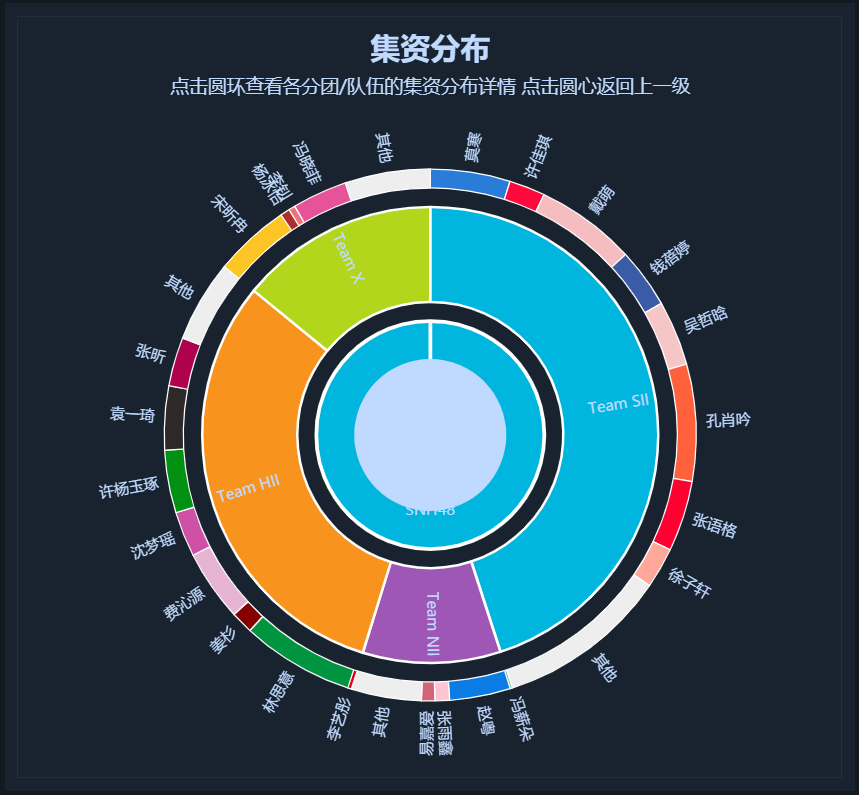 集资分布
点击圆环查看各分团/队伍的集资分布详情 点击圆心返回上一级
莫寒
许佳琪
戴萌
钱蓓婷
吴哲晗
孔肖吟
张语格
徐子轩
其他
冯薪朵
赵粤
张雨鑫
易嘉爱
其他
李艺彤
林思意
姜杉
费沁源
沈梦瑶
许杨玉琢
袁一琦
张昕
其他
宋昕冉
杨冰怡
李钊
冯晓菲
其他
Team SII
Team NII
Team HII
Team X
SNH48